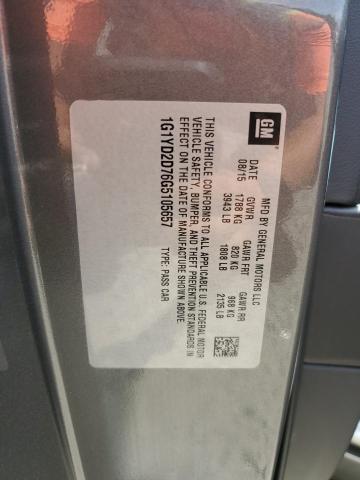 GM
MFD BY GENERAL MOTORS LLC
DATE GVWR GAWR FRT GAWR RR
08/15 1788 KG 820 KG 968 KG
3943 LB 1808 LB 2135 LB
THIS VEHICLE CONFORMS TO ALL APPLICABLE U.S. FEDERAL MOTOR
VEHICLE SAFETY, BUMPER, AND THEFT PREVENTION STANDARDS IN
EFFECT ON THE DATE OF MANUFACTURE SHOWN ABOVE.
1G1YD2D76G5105657 TYPE: PASS CAR